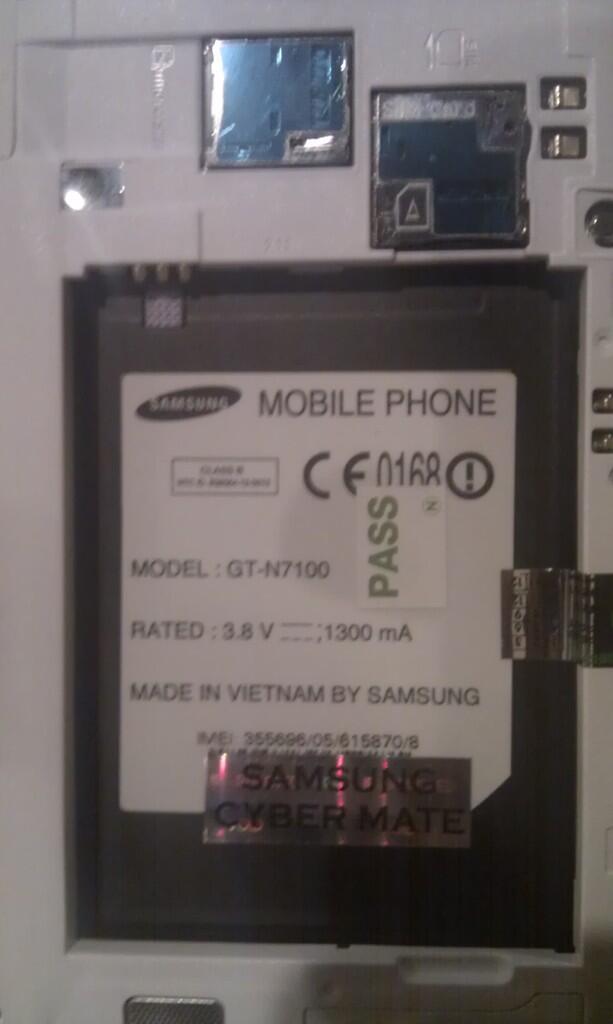 SIM Card
SAMSUNG MOBILE PHONE
CLASS B
CE0168
PASS
N
MODEL : GT-N7100
RATED : 3.8 V ; 1300 mA
MADE IN VIETNAM BY SAMSUNG
IMEI: 355696/05/615870/8
SAMSUNG
CYBER MATE